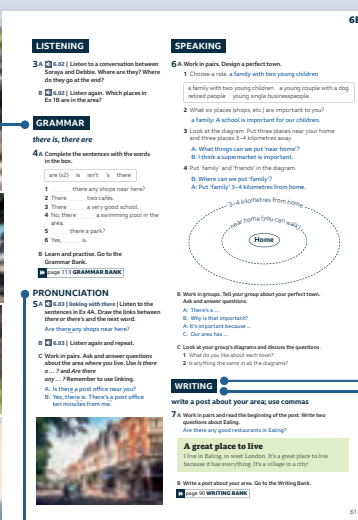 6B
LISTENING
3A 6.02 | Listen to a conversation between
Soraya and Debbie. Where are they? Where
do they go at the end?
B 6.02 | Listen again. Which places in
Ex 1B are in the area?
GRAMMAR
there is, there are
4A Complete the sentences with the words
in the box.
are (x2) is isn't 's there
1 ______ there any shops near here?
2 There ______ two cafés.
3 There ______ a very good school.
4 No, there ______ a swimming pool in the
area.
5 ______ there a park?
6 Yes, ______ is.
B Learn and practise. Go to the
Grammar Bank.
page 113 GRAMMAR BANK
PRONUNCIATION
5A 6.03 | linking with there | Listen to the
sentences in Ex 4A. Draw the links between
there or there's and the next word.
Are there any shops near here?
B 6.03 | Listen again and repeat.
C Work in pairs. Ask and answer questions
about the area where you live. Use Is there
a … ? and Are there
any … ? Remember to use linking.
A: Is there a post office near you?
B: Yes, there is. There's a post office
ten minutes from me.
SPEAKING
6A Work in pairs. Design a perfect town.
1 Choose a role. a family with two young children
a family with two young children a young couple with a dog
retired people young single businesspeople
2 What six places (shops, etc.) are important to you?
a family: A school is important for our children.
3 Look at the diagram. Put three places near your home
and three places 3–4 kilometres away.
A: What things can we put 'near home'?
B: I think a supermarket is important.
4 Put 'family' and 'friends' in the diagram.
B: Where can we put 'family'?
A: Put 'family' 3–4 kilometres from home.
3–4 kilometres from home
near home (you can walk)
Home
B Work in groups. Tell your group about your perfect town.
Ask and answer questions.
A: There's a …
B: Why is that important?
A: It's important because …
C: Our area has …
C Look at your group's diagrams and discuss the questions.
1 What do you like about each town?
2 Is anything the same in all the diagrams?
WRITING
write a post about your area; use commas
7A Work in pairs and read the beginning of the post. Write two
questions about Ealing.
Are there any good restaurants in Ealing?
A great place to live
I live in Ealing, in west London. It's a great place to live
because it has everything. It's a village in a city!
B Write a post about your area. Go to the Writing Bank.
page 90 WRITING BANK
61